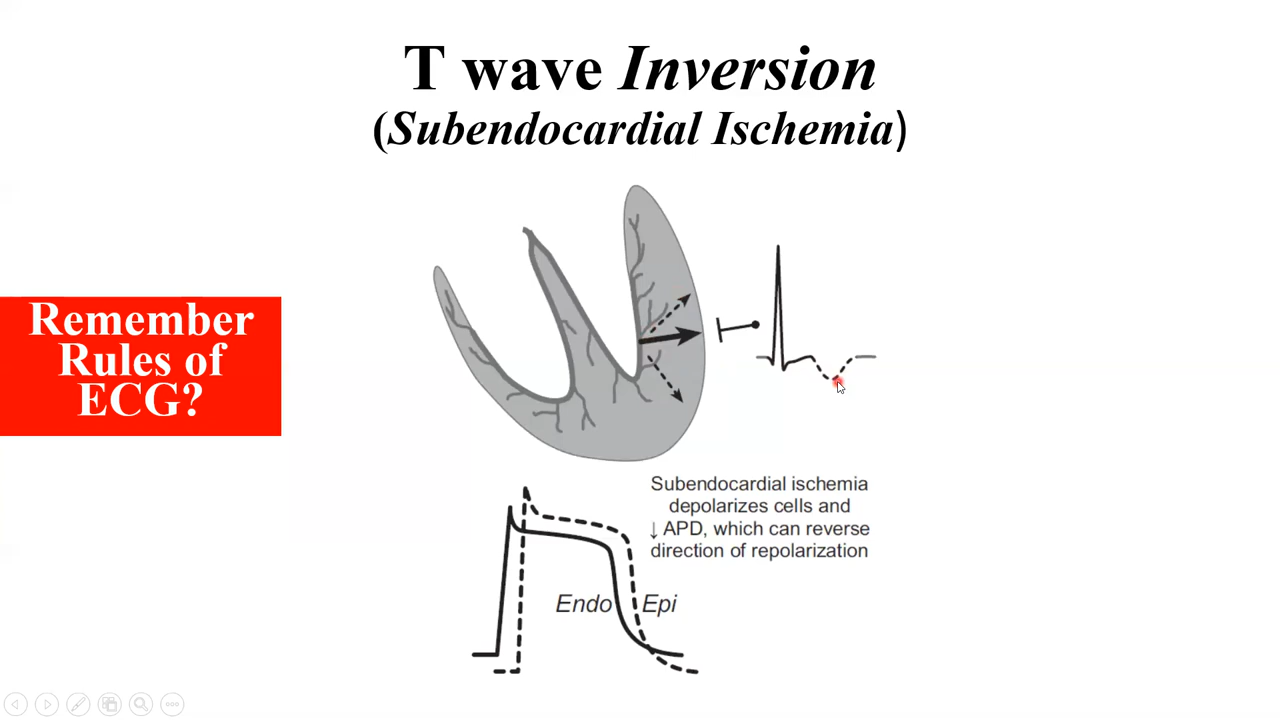 T wave Inversion
(Subendocardial Ischemia)
Remember
Rules of
ECG?
Subendocardial ischemia
depolarizes cells and
↓ APD, which can reverse
direction of repolarization
Endo
Epi